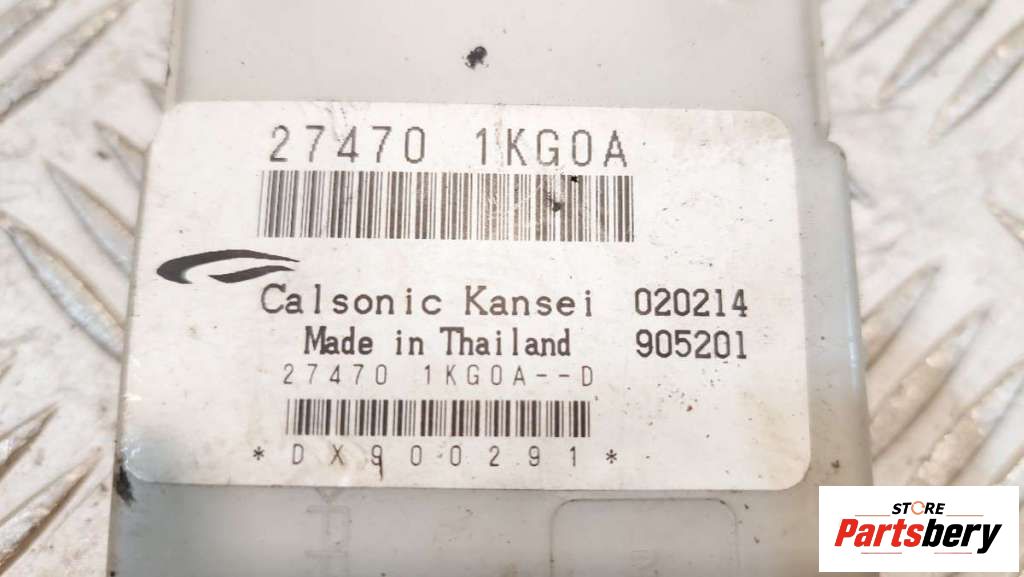 27470 1KG0A
Calsonic Kansei 020214
Made in Thailand 905201
27470 1KG0A--D
*DX900291*
STORE
Partsbery